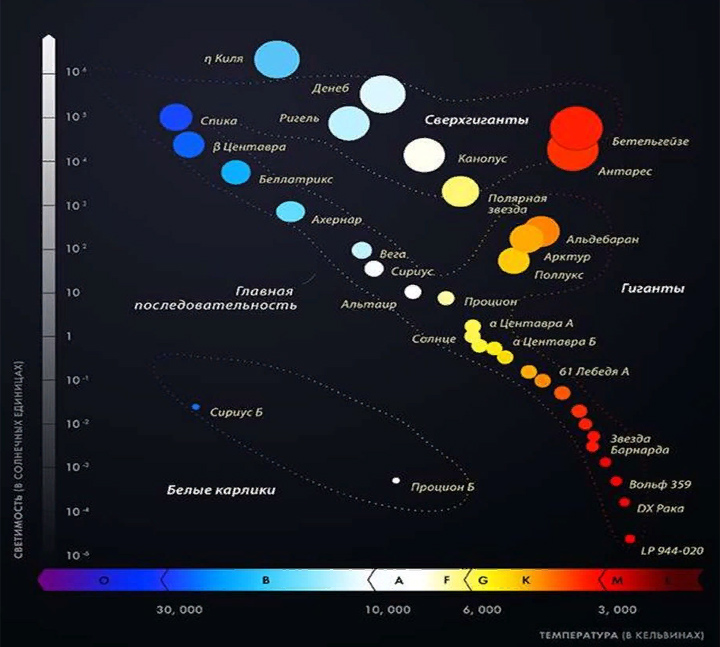 η Киля
10⁶
Денеб
10⁵
Спика
Ригель
Сверхгиганты
β Центавра
Бетельгейзе
10⁴
Канопус
Антарес
Беллатрикс
10³
Полярная
звезда
Ахернар
10²
Альдебаран
Вега
Арктур
Сириус
Поллукс
Главная
последовательность
10
Гиганты
Альтаир
Процион
α Центавра А
1
Солнце
α Центавра Б
61 Лебедя А
10⁻¹
Сириус Б
10⁻²
Звезда
Барнарда
10⁻³
Белые карлики
Процион Б
Вольф 359
10⁻⁴
DX Рака
LP 944-020
10⁻⁵
СВЕТИМОСТЬ (В СОЛНЕЧНЫХ ЕДИНИЦАХ)
O B A F G K M
30, 000 10, 000 6, 000 3, 000
ТЕМПЕРАТУРА (В КЕЛЬВИНАХ)